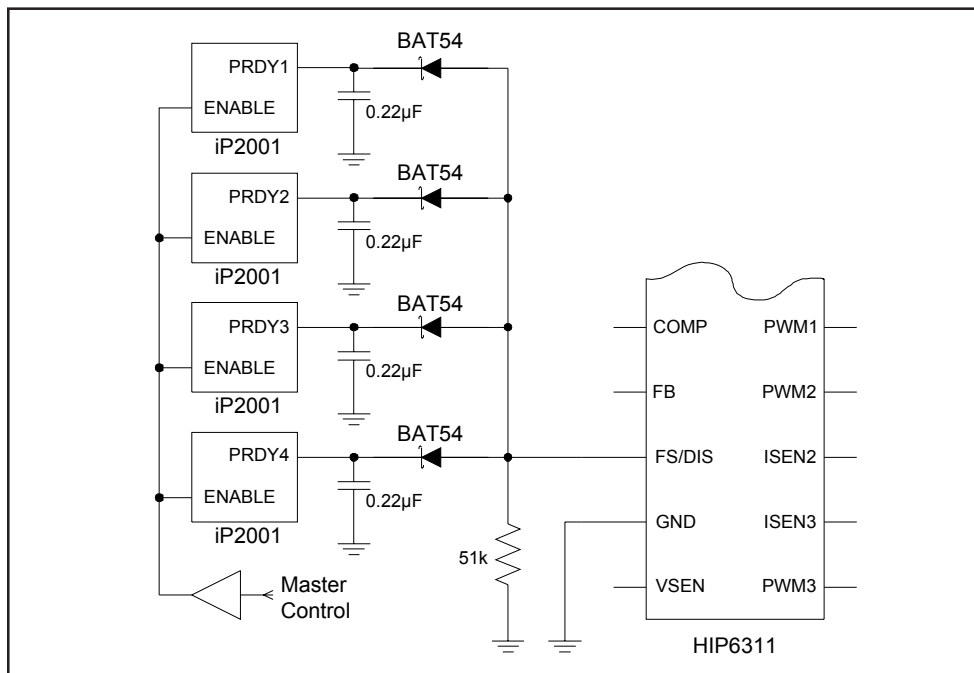 BAT54
PRDY1
ENABLE
0.22µF
iP2001
BAT54
PRDY2
ENABLE
0.22µF
iP2001
BAT54
PRDY3
ENABLE
0.22µF
iP2001
BAT54
PRDY4
ENABLE
0.22µF
iP2001
Master
Control
51k
COMP
PWM1
FB
PWM2
FS/DIS
ISEN2
GND
ISEN3
VSEN
PWM3
HIP6311